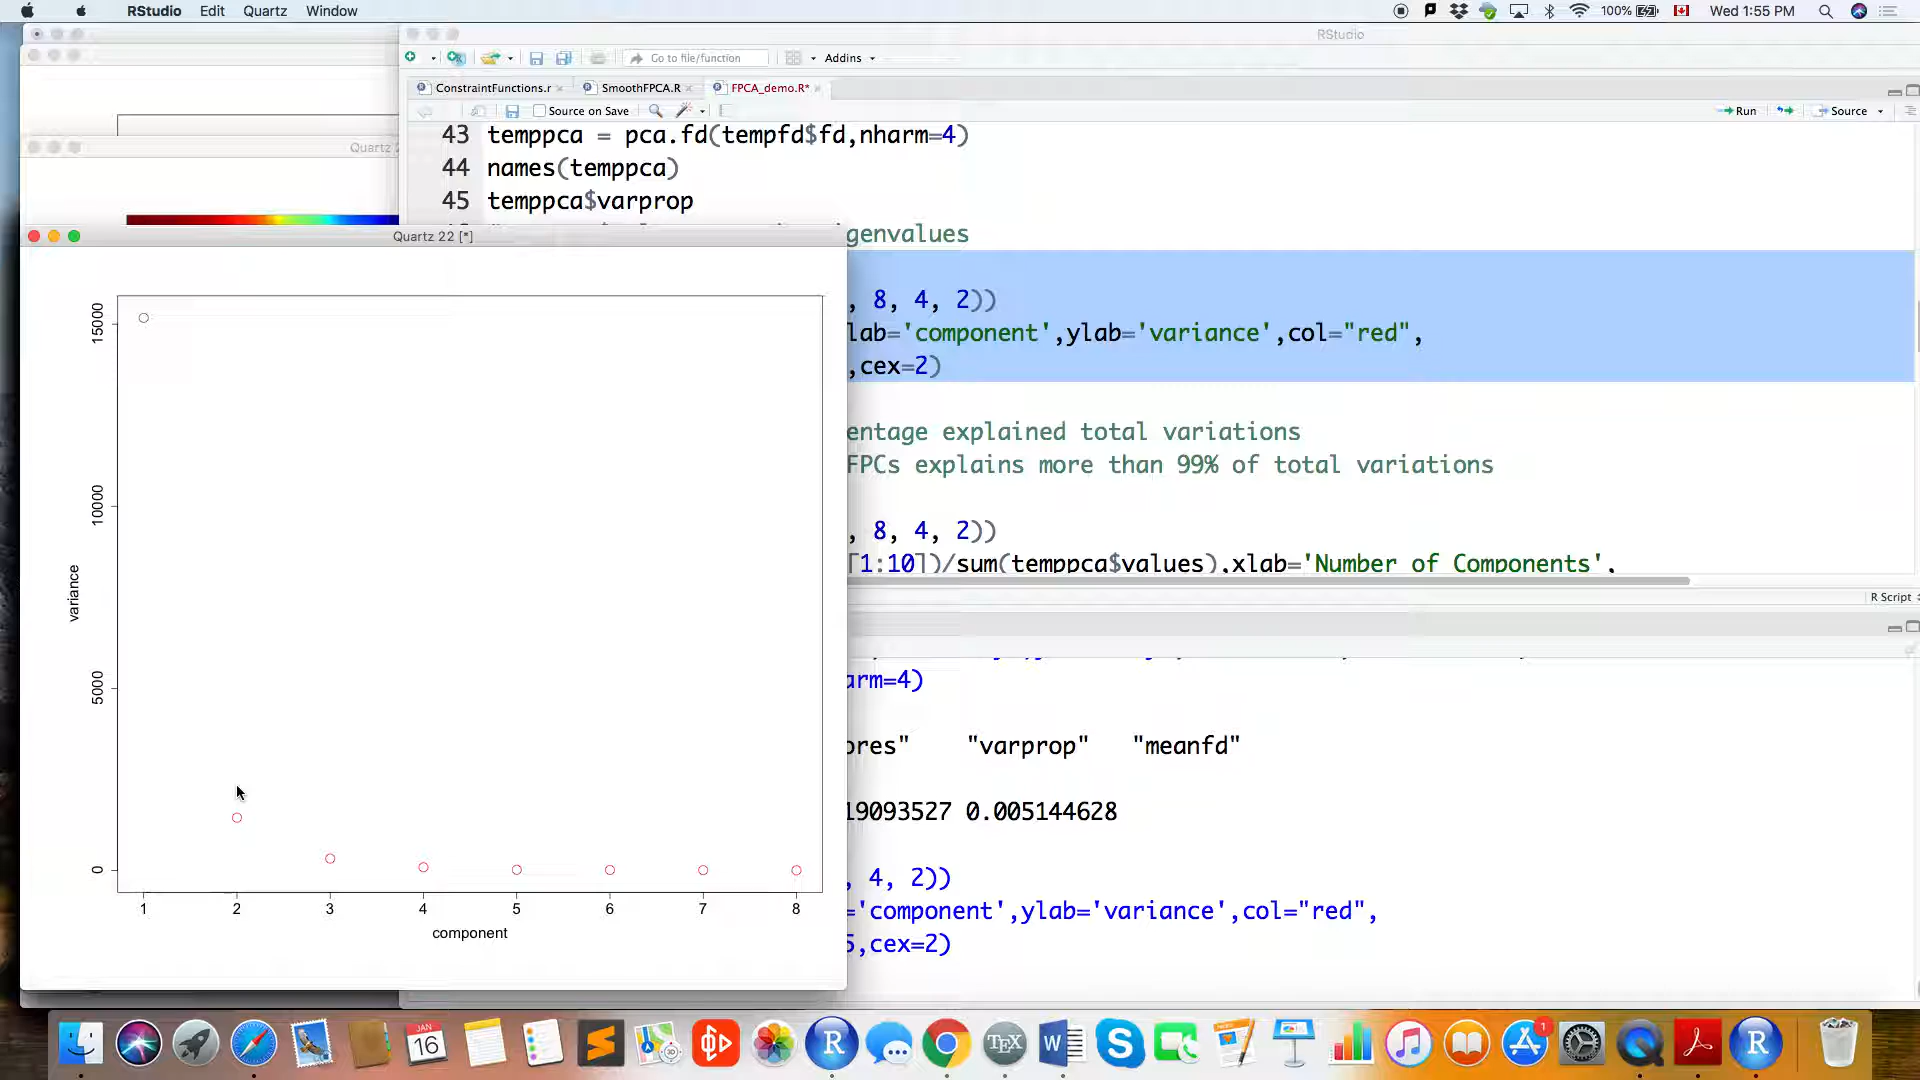 RStudio Edit Quartz Window 100% Wed 1:55 PM
RStudio
Go to file/function Addins
ConstraintFunctions.r SmoothFPCA.R FPCA_demo.R*
Source on Save Run Source
43 temppca = pca.fd(tempfd$fd,nharm=4)
44 names(temppca)
45 temppca$varprop
genvalues
, 8, 4, 2))
lab='component',ylab='variance',col="red",
,cex=2)
entage explained total variations
FPCs explains more than 99% of total variations
, 8, 4, 2))
[1:10])/sum(temppca$values),xlab='Number of Components',
R Script
arm=4)
ores" "varprop" "meanfd"
19093527 0.005144628
, 4, 2))
='component',ylab='variance',col="red",
5,cex=2)
Quartz 2
Quartz 22 [*]
15000
10000
5000
0
variance
1 2 3 4 5 6 7 8
component
JAN
16
1